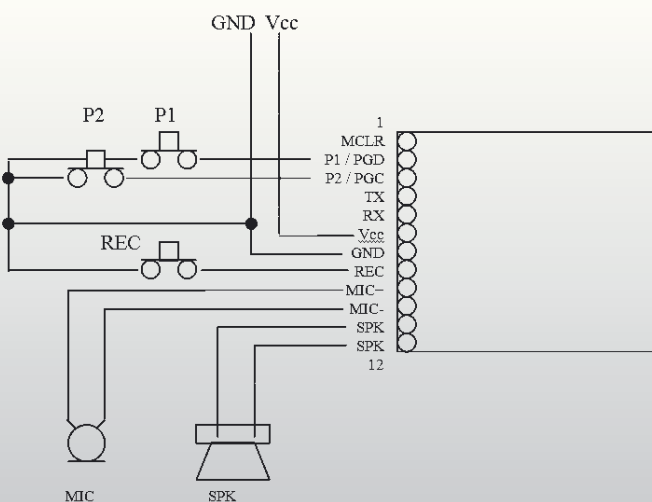 GND Vcc
P2
P1
1
MCLR
P1 / PGD
P2 / PGC
TX
RX
Vcc
GND
REC
REC
MIC+
MIC-
SPK
SPK
12
MIC
SPK